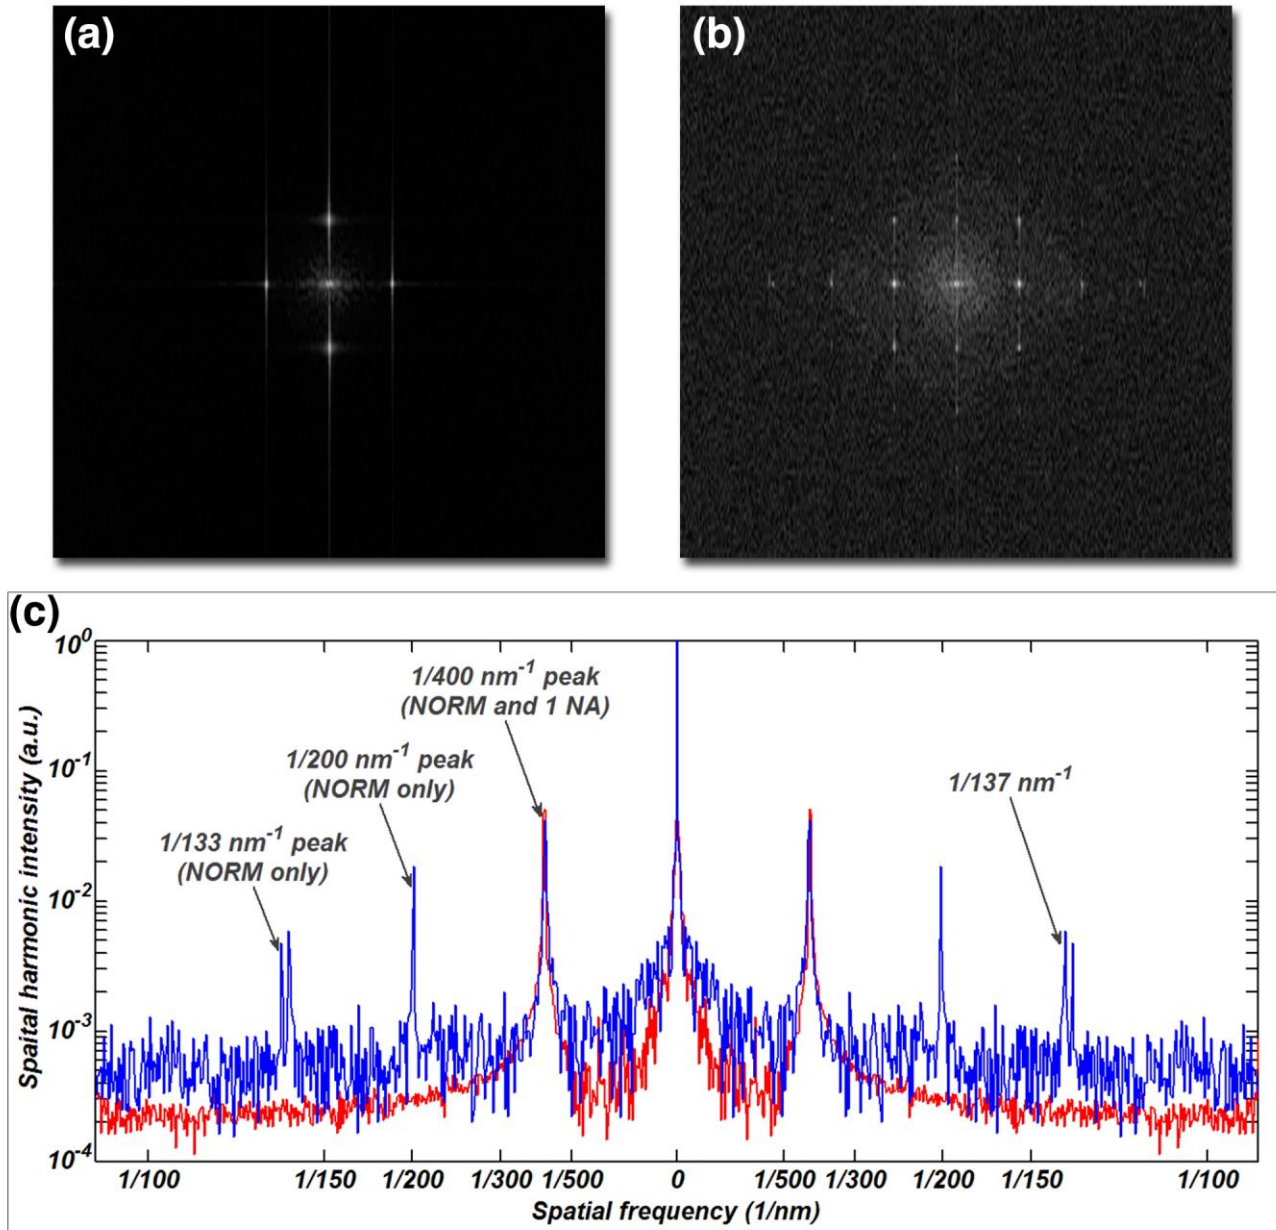 (a)
(b)
(c)
1/400 nm⁻¹ peak
(NORM and 1 NA)
1/200 nm⁻¹ peak
(NORM only)
1/133 nm⁻¹ peak
(NORM only)
1/137 nm⁻¹
10⁰
10⁻¹
10⁻²
10⁻³
10⁻⁴
Spaital harmonic intensity (a.u.)
1/100 1/150 1/200 1/300 1/500 0 1/500 1/300 1/200 1/150 1/100
Spatial frequency (1/nm)